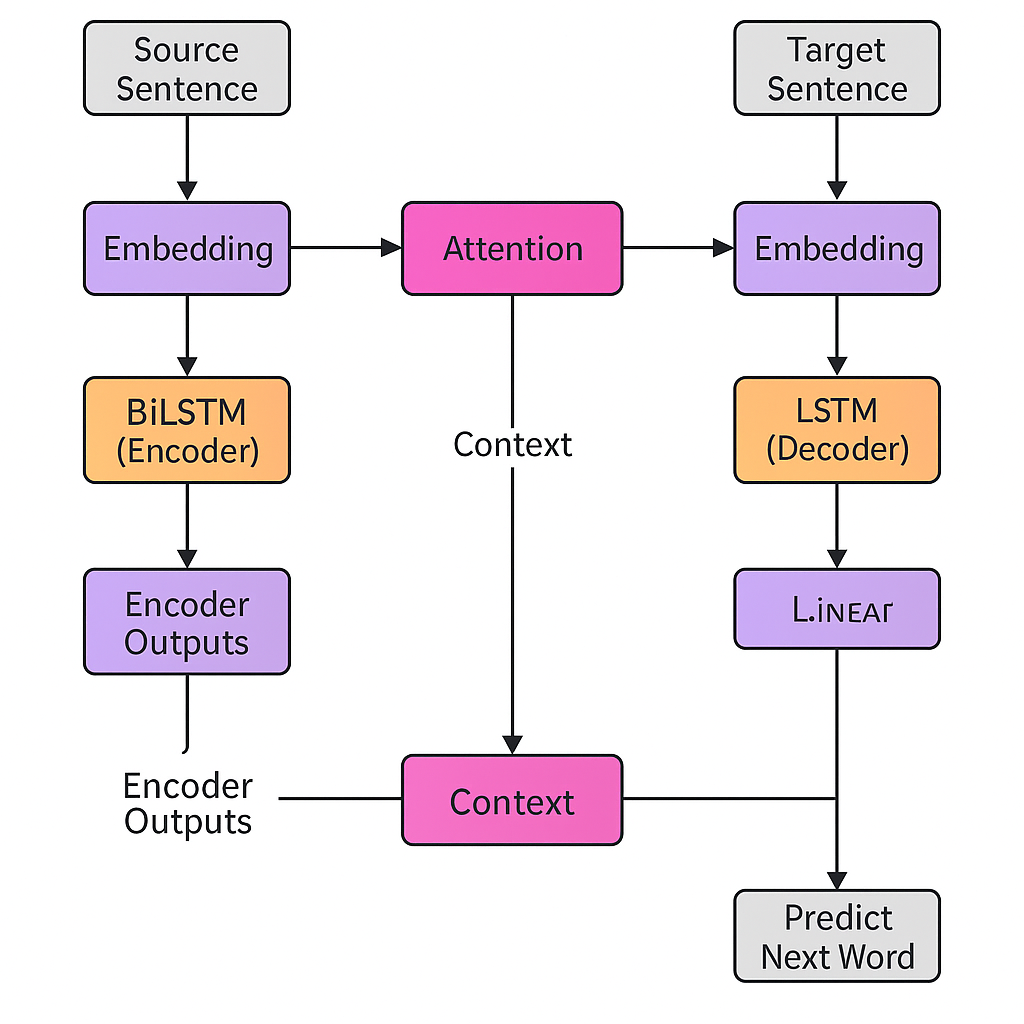 Source
Sentence
Target
Sentence
Embedding
Attention
Embedding
BiLSTM
(Encoder)
Context
LSTM
(Decoder)
Encoder
Outputs
L.iɴᴇᴀr
Encoder
Outputs
Context
Predict
Next Word